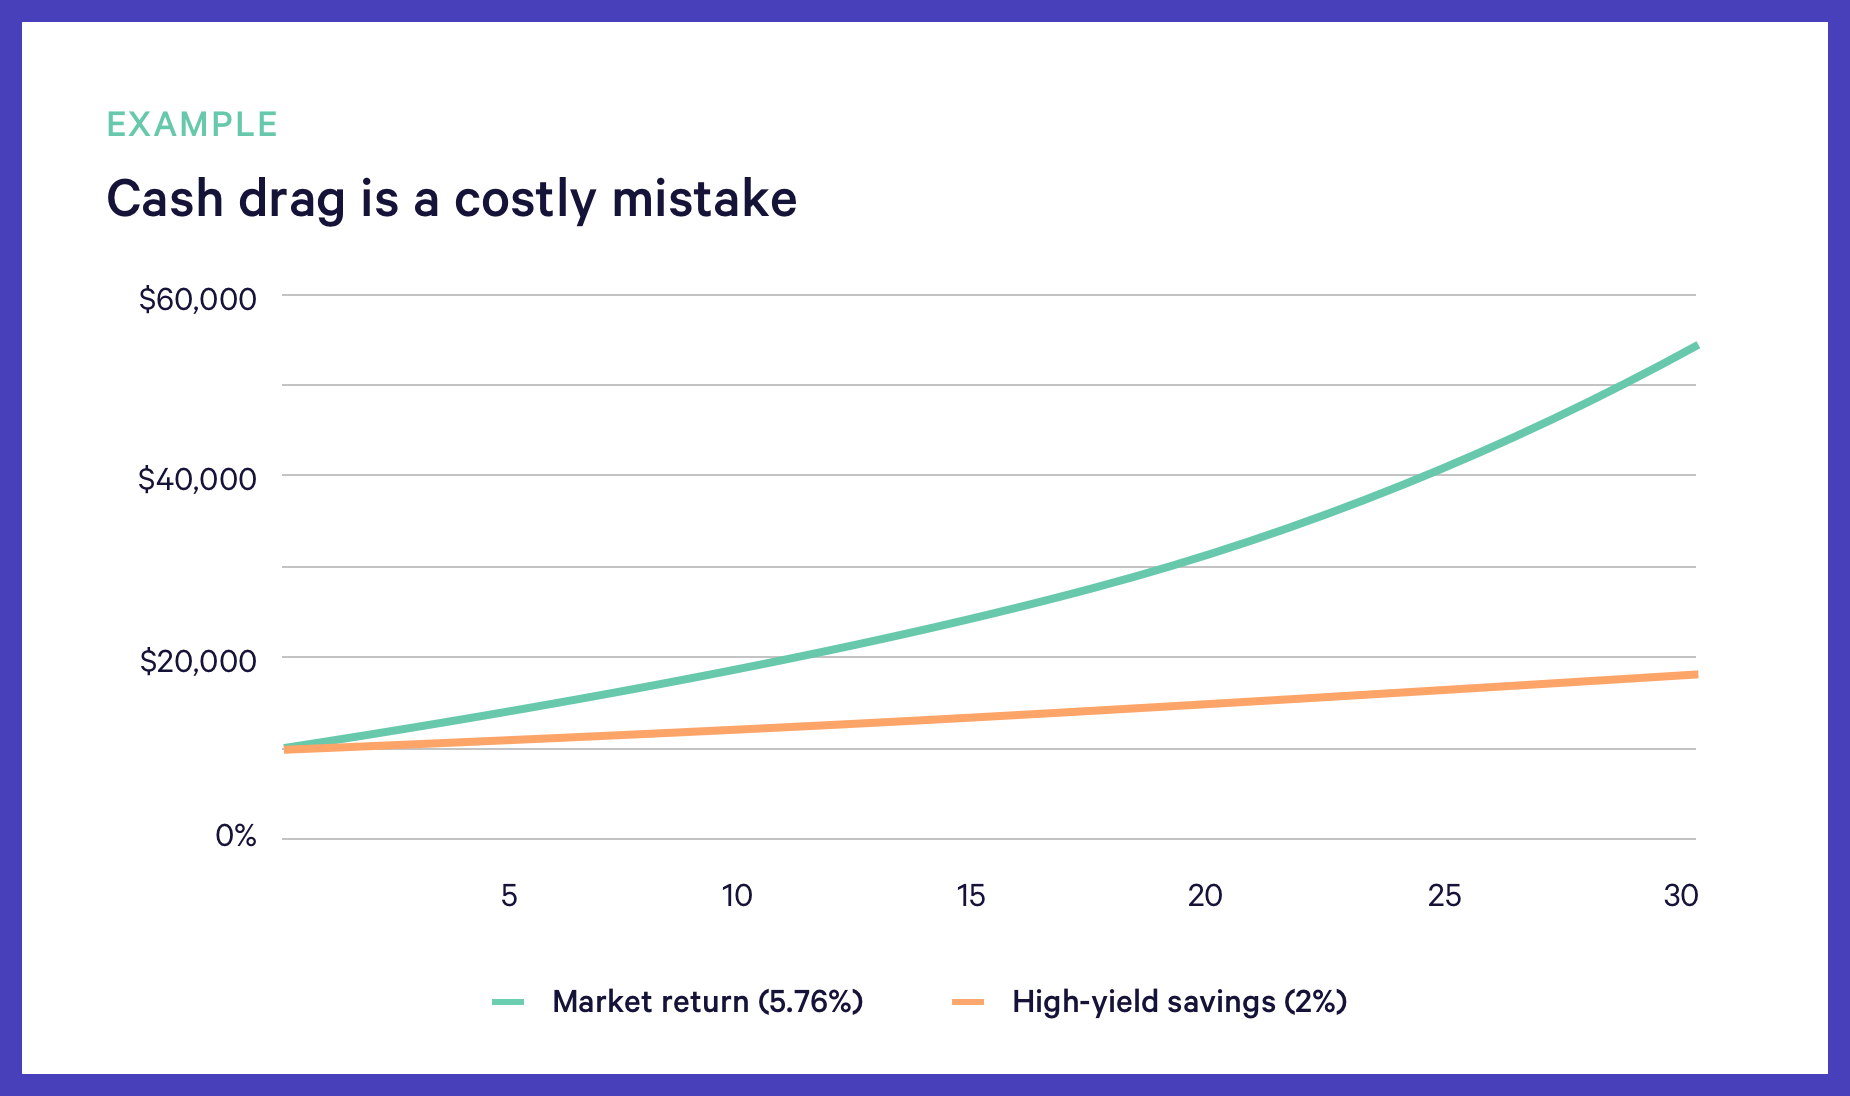 EXAMPLE
Cash drag is a costly mistake
$60,000
$40,000
$20,000
0%
5 10 15 20 25 30
Market return (5.76%) High-yield savings (2%)